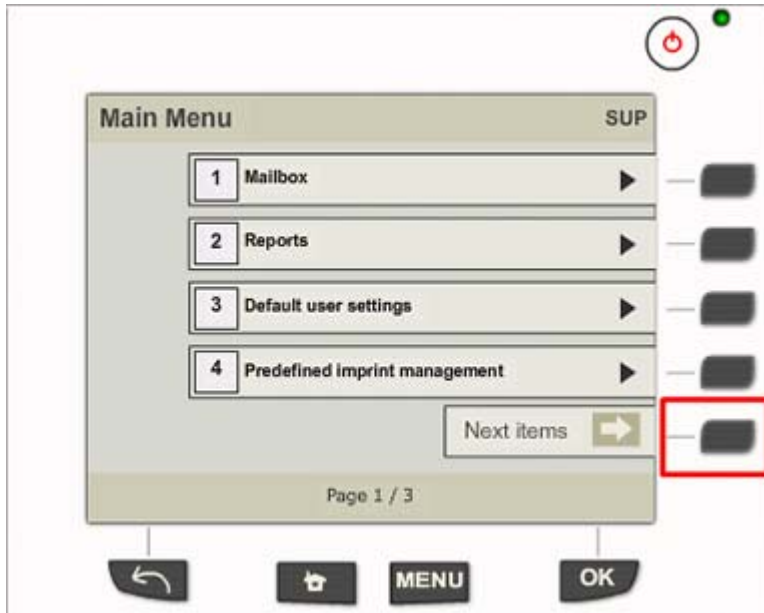 Main Menu SUP
1 Mailbox
2 Reports
3 Default user settings
4 Predefined imprint management
Next items
Page 1 / 3
MENU OK